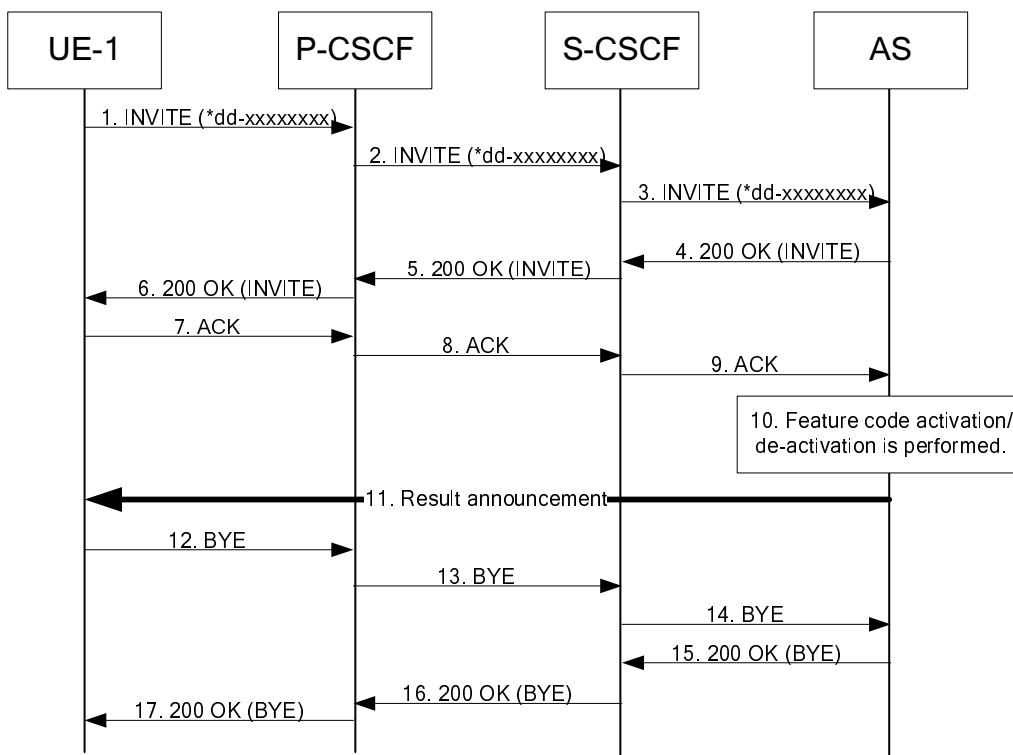 UE-1
P-CSCF
S-CSCF
AS
1. INVITE (*dd-xxxxxxxx)
2. INVITE (*dd-xxxxxxxx)
3. INVITE (*dd-xxxxxxxx)
4. 200 OK (INVITE)
5. 200 OK (INVITE)
6. 200 OK (INVITE)
7. ACK
8. ACK
9. ACK
10. Feature code activation/
de-activation is performed.
11. Result announcement
12. BYE
13. BYE
14. BYE
15. 200 OK (BYE)
16. 200 OK (BYE)
17. 200 OK (BYE)